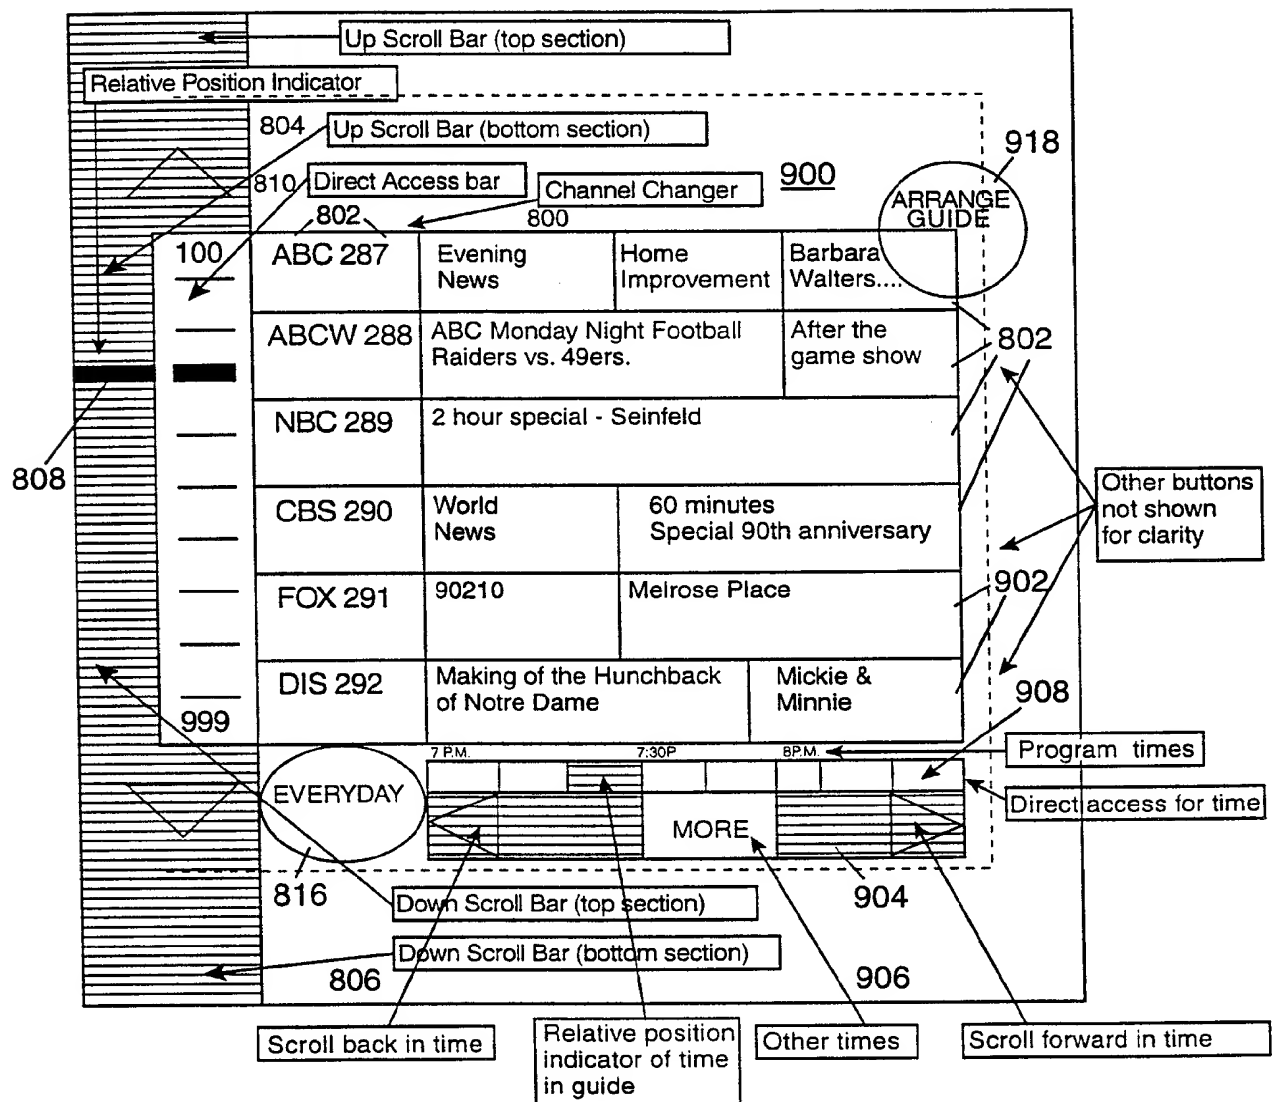 Up Scroll Bar (top section)
Relative Position Indicator
804
Up Scroll Bar (bottom section)
918
810
Direct Access bar
Channel Changer
900
ARRANGE
GUIDE
802
800
100
ABC 287
Evening
News
Home
Improvement
Barbara
Walters....
ABCW 288
ABC Monday Night Football
Raiders vs. 49ers.
After the
game show
802
NBC 289
2 hour special - Seinfeld
808
Other buttons
not shown
for clarity
CBS 290
World
News
60 minutes
Special 90th anniversary
FOX 291
90210
Melrose Place
902
DIS 292
Making of the Hunchback
of Notre Dame
Mickie &
Minnie
908
999
7 P.M.
7:30P
8P.M.
Program times
EVERYDAY
Direct access for time
MORE
816
Down Scroll Bar (top section)
904
Down Scroll Bar (bottom section)
806
906
Scroll back in time
Relative position
indicator of time
in guide
Other times
Scroll forward in time